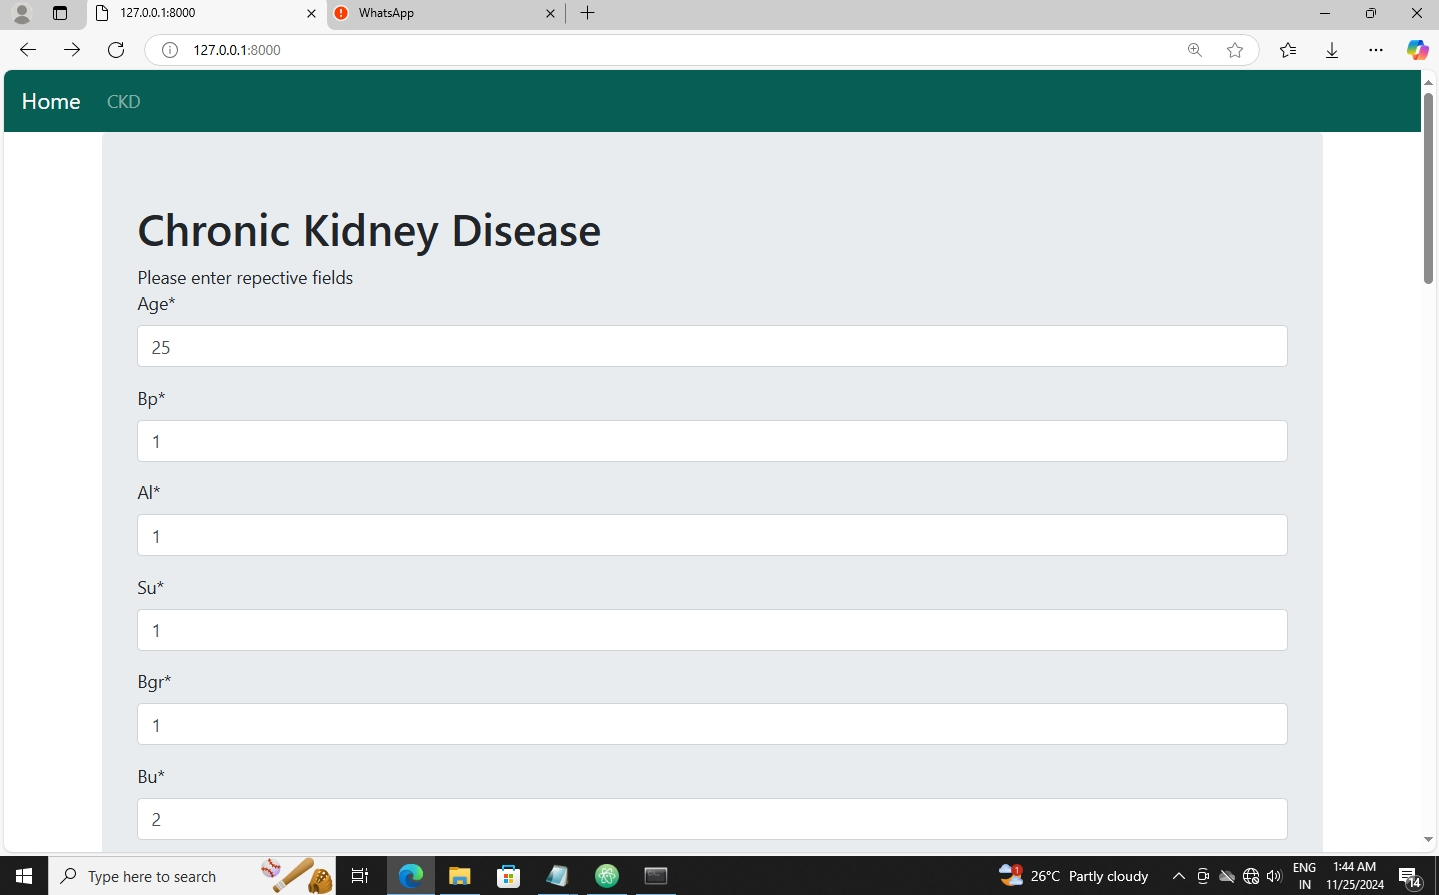 127.0.0.1:8000
WhatsApp
127.0.0.1:8000
Home CKD
Chronic Kidney Disease
Please enter repective fields
Age*
25
Bp*
1
Al*
1
Su*
1
Bgr*
1
Bu*
2
Type here to search
1
26°C Partly cloudy
ENG
IN
1:44 AM
11/25/2024
14